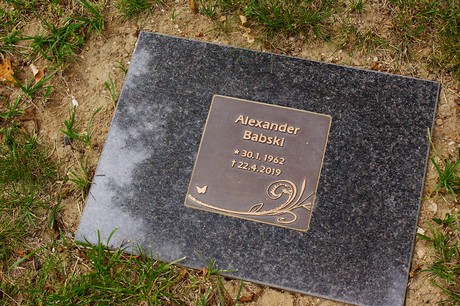 Alexander
Babski
* 30.1.1962
† 22.4.2019